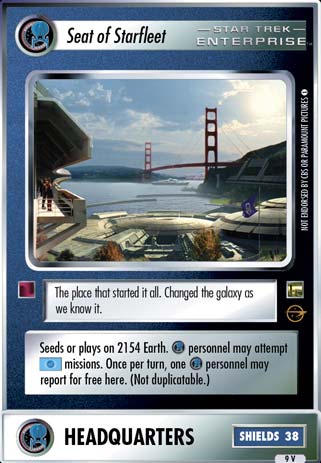 Seat of Starfleet
STAR TREK
ENTERPRISE
NOT ENDORSED BY CBS OR PARAMOUNT PICTURES
The place that started it all. Changed the galaxy as
we know it.
Seeds or plays on 2154 Earth. personnel may attempt
missions. Once per turn, one personnel may
report for free here. (Not duplicatable.)
HEADQUARTERS
SHIELDS 38
9 V